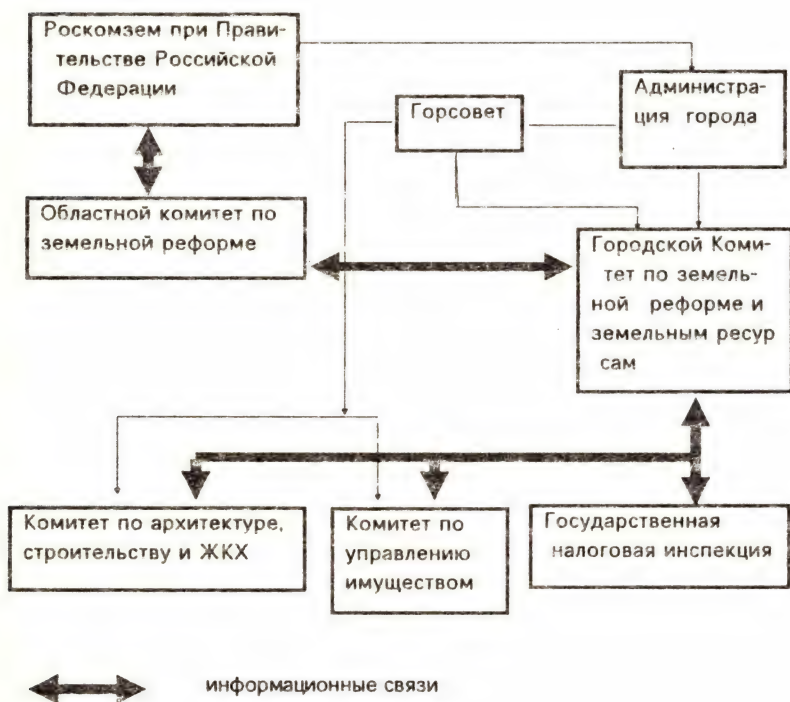 Роскомзем при Прави-
тельстве Российской
Федерации
Горсовет
Администра-
ция города
Областной комитет по
земельной реформе
Городской Коми-
тет по земель-
ной реформе и
земельным ресур
сам
Комитет по архитектуре,
строительству и ЖКХ
Комитет по
управлению
имуществом
Государственная
налоговая инспекция
информационные связи